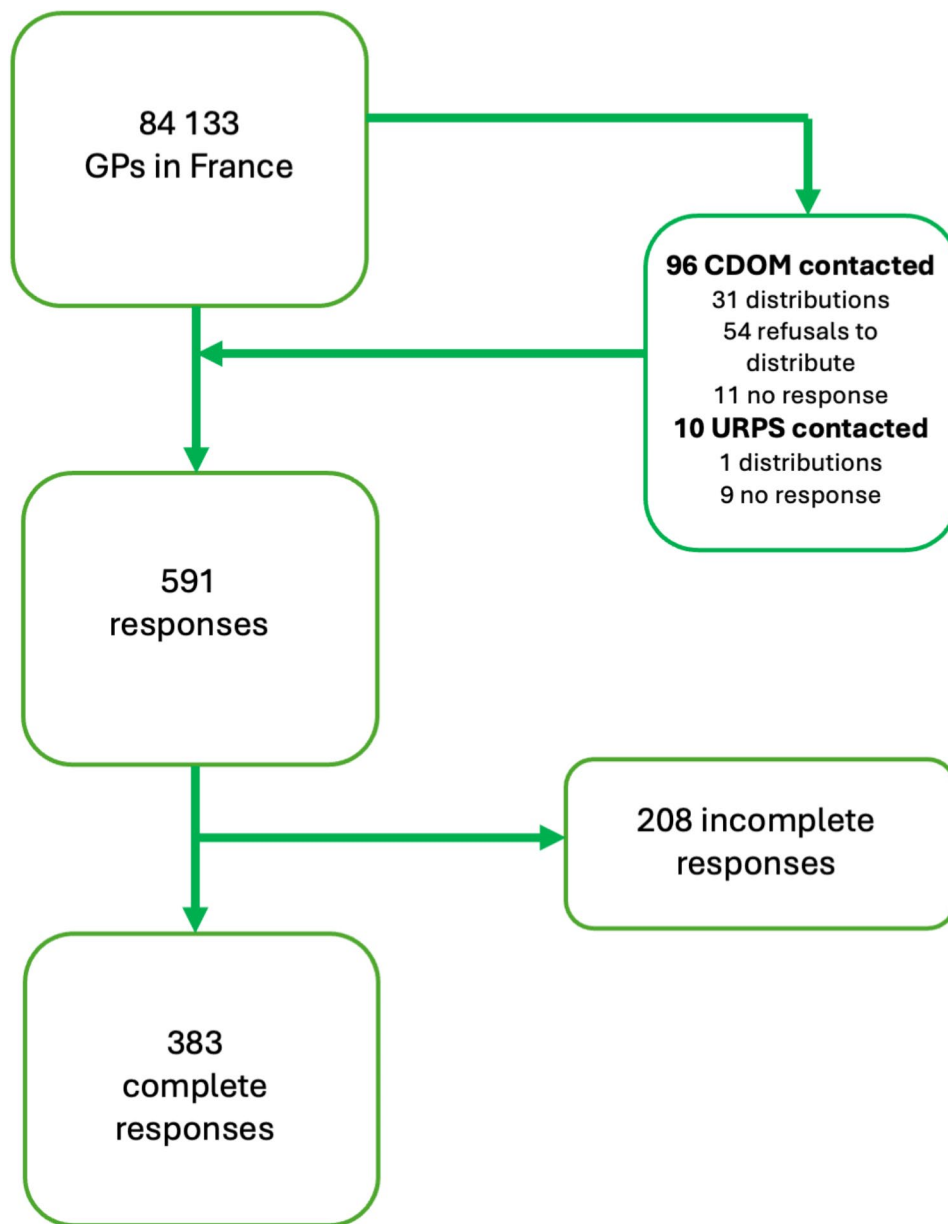 84 133
GPs in France
96 CDOM contacted
31 distributions
54 refusals to
distribute
11 no response
10 URPS contacted
1 distributions
9 no response
591
responses
208 incomplete
responses
383
complete
responses